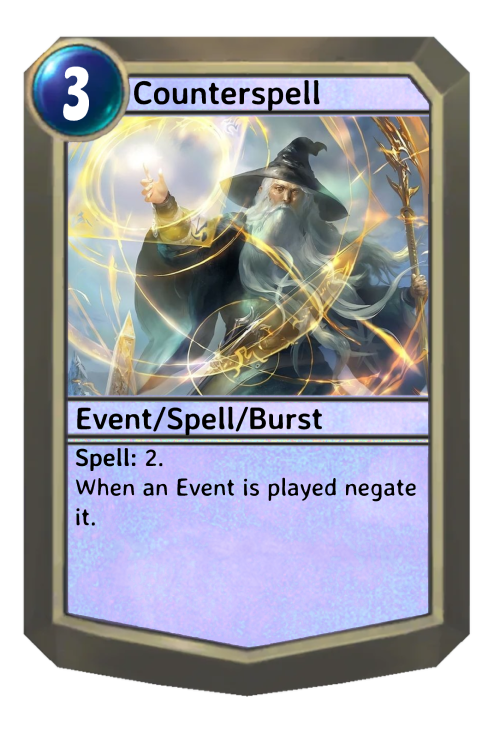 3
Counterspell
Event/Spell/Burst
Spell: 2.
When an Event is played negate
it.